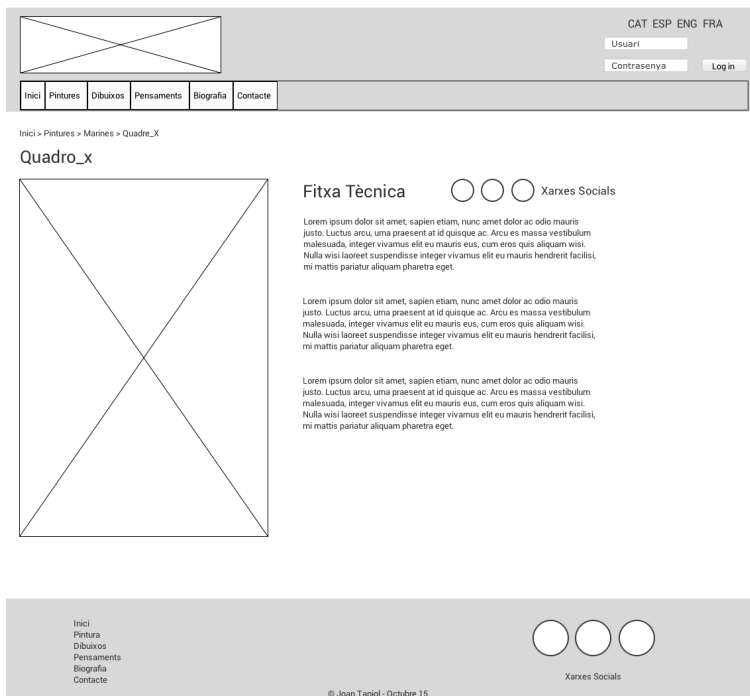 CAT ESP ENG FRA
Usuari
Contrasenya
Log in
Inici Pintures Dibuixos Pensaments Biografia Contacte
Inici > Pintures > Marines > Quadre_X
Quadro_x
Fitxa Tècnica
Xarxes Socials
Lorem ipsum dolor sit amet, sapien etiam, nunc amet dolor ac odio mauris
justo. Luctus arcu, urna praesent at id quisque ac. Arcu es massa vestibulum
malesuada, integer vivamus elit eu mauris eus, cum eros quis aliquam wisi.
Nulla wisi laoreet suspendisse integer vivamus elit eu mauris hendrerit facilisi,
mi mattis pariatur aliquam pharetra eget.
Lorem ipsum dolor sit amet, sapien etiam, nunc amet dolor ac odio mauris
justo. Luctus arcu, urna praesent at id quisque ac. Arcu es massa vestibulum
malesuada, integer vivamus elit eu mauris eus, cum eros quis aliquam wisi.
Nulla wisi laoreet suspendisse integer vivamus elit eu mauris hendrerit facilisi,
mi mattis pariatur aliquam pharetra eget.
Lorem ipsum dolor sit amet, sapien etiam, nunc amet dolor ac odio mauris
justo. Luctus arcu, urna praesent at id quisque ac. Arcu es massa vestibulum
malesuada, integer vivamus elit eu mauris eus, cum eros quis aliquam wisi.
Nulla wisi laoreet suspendisse integer vivamus elit eu mauris hendrerit facilisi,
mi mattis pariatur aliquam pharetra eget.
Inici
Pintura
Dibuixos
Pensaments
Biografia
Contacte
Xarxes Socials
© Joan Tapiol - Octubre 15